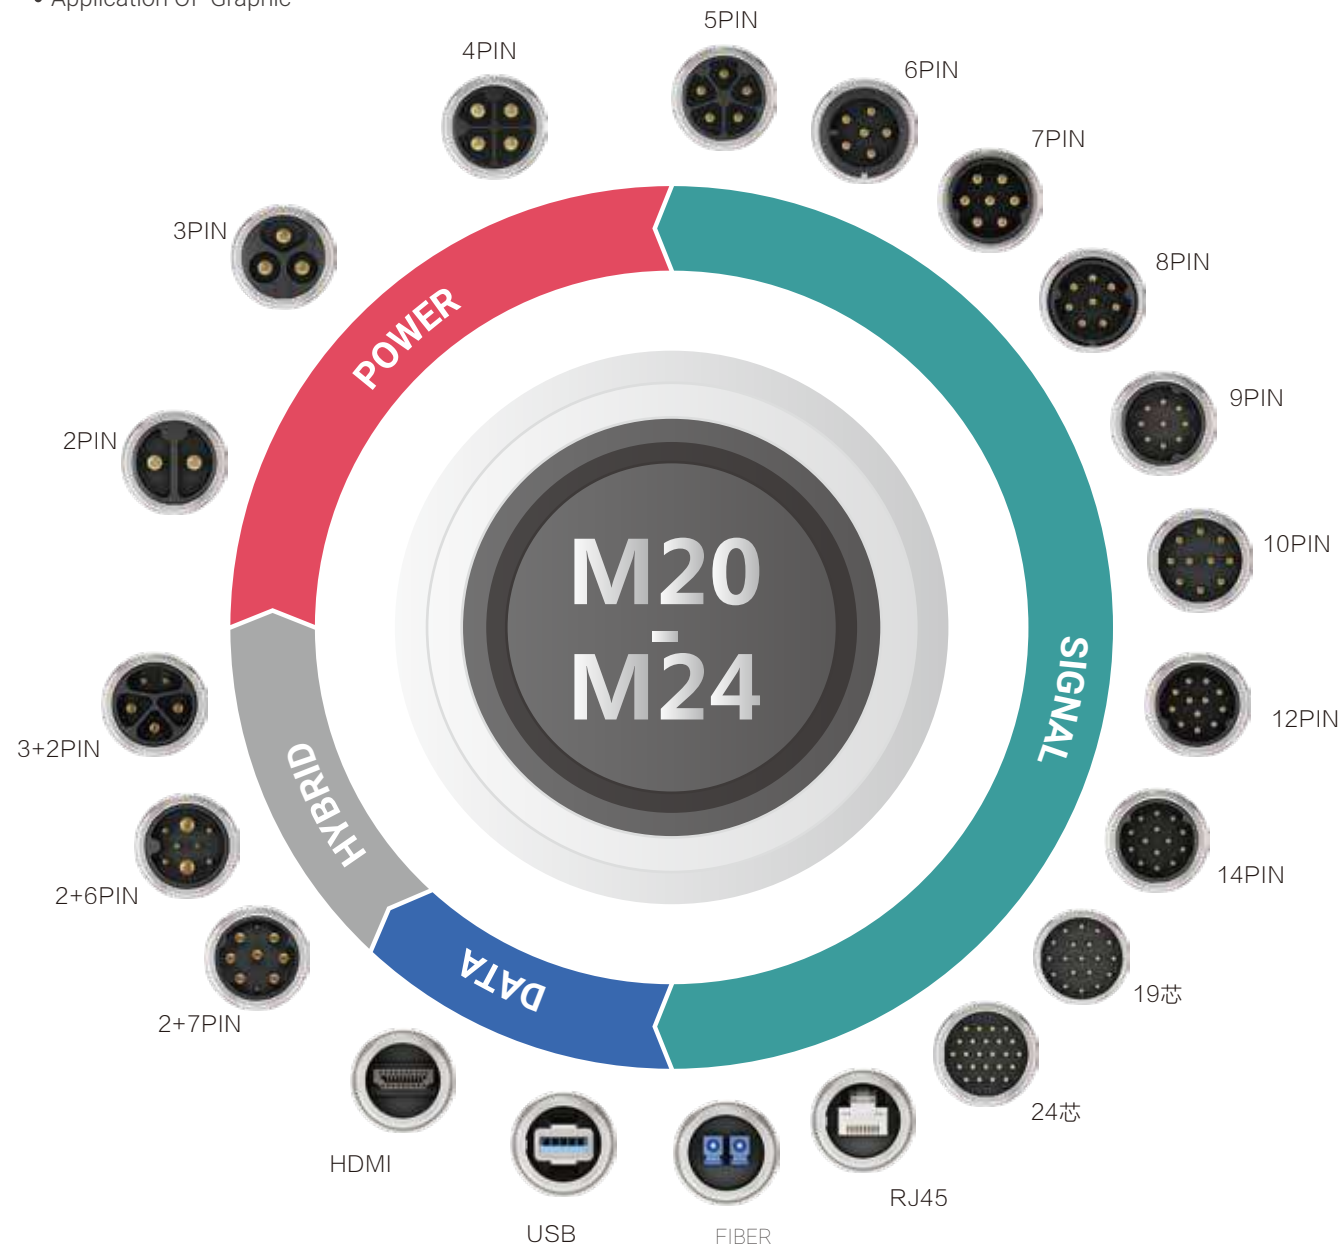 • Application OF Graphic
5PIN
4PIN
6PIN
7PIN
3PIN
8PIN
POWER
9PIN
2PIN
10PIN
M20
-
M24
SIGNAL
12PIN
3+2PIN
HYBRID
14PIN
2+6PIN
DATA
19芯
2+7PIN
24芯
HDMI
RJ45
USB
FIBER